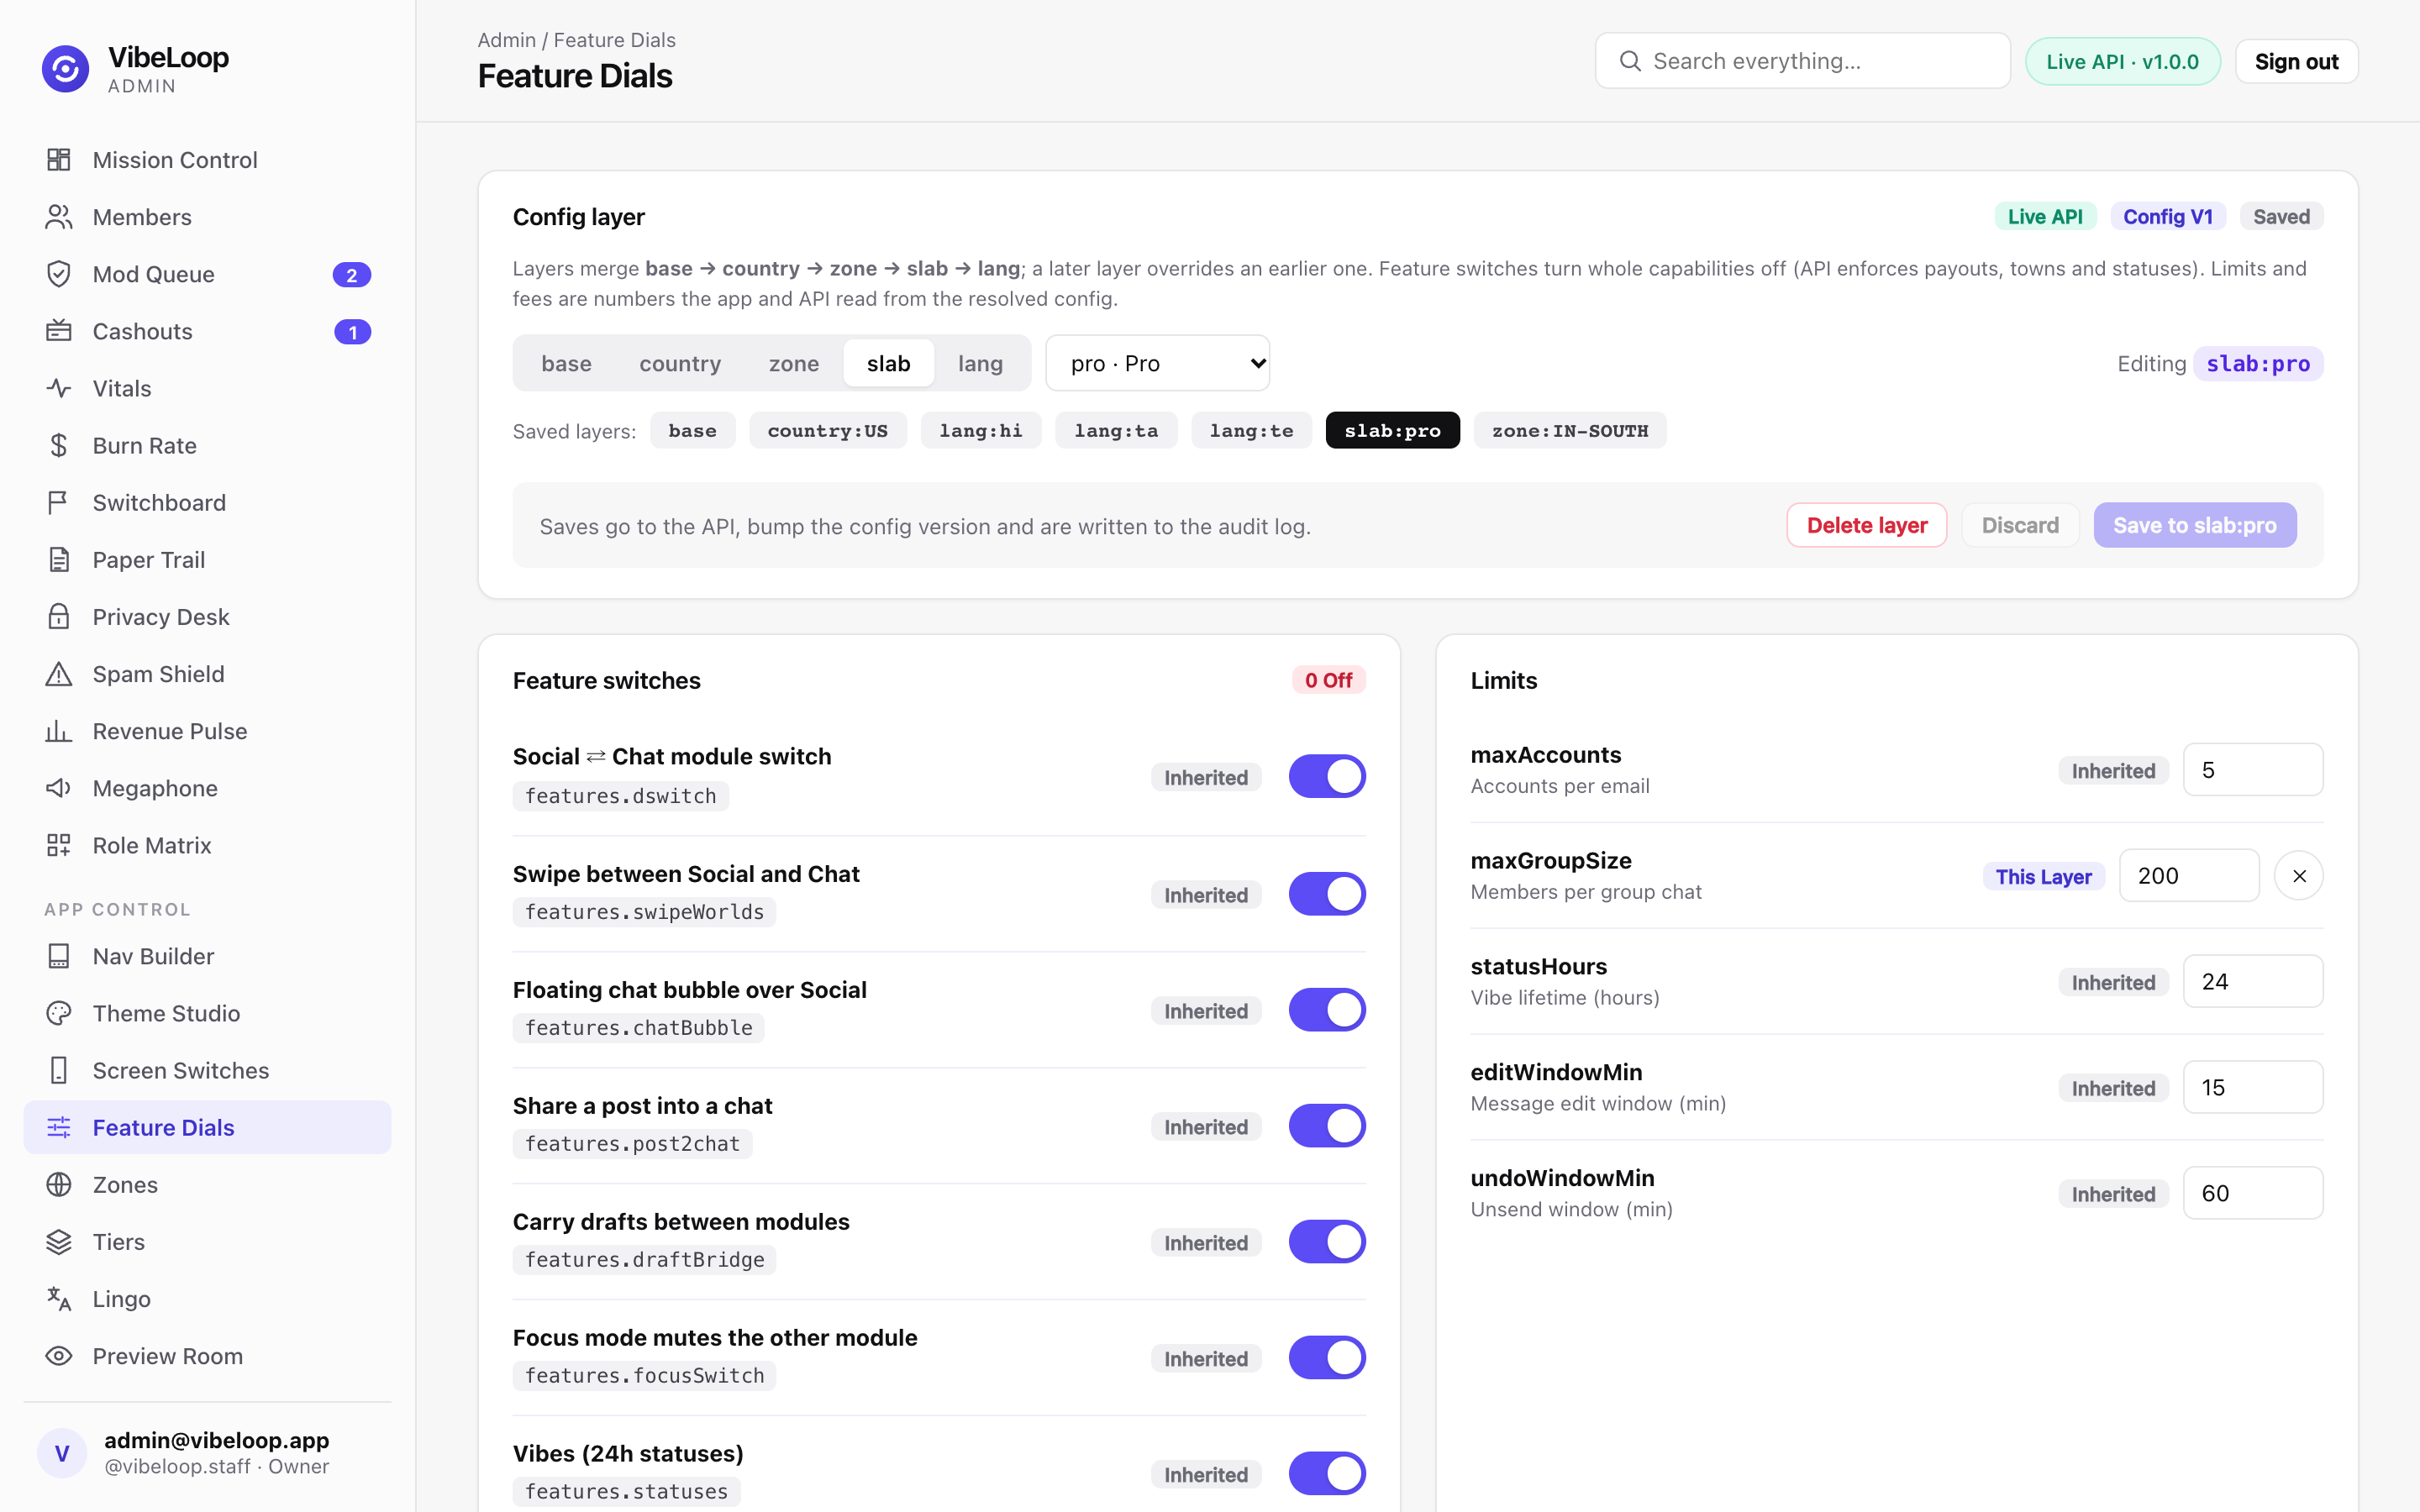 VibeLoop
ADMIN
Mission Control
Members
Mod Queue 2
Cashouts 1
Vitals
Burn Rate
Switchboard
Paper Trail
Privacy Desk
Spam Shield
Revenue Pulse
Megaphone
Role Matrix
APP CONTROL
Nav Builder
Theme Studio
Screen Switches
Feature Dials
Zones
Tiers
Lingo
Preview Room
V
admin@vibeloop.app
@vibeloop.staff · Owner
Admin / Feature Dials
Feature Dials
Search everything...
Live API · v1.0.0
Sign out
Config layer
Live API Config V1 Saved
Layers merge base → country → zone → slab → lang; a later layer overrides an earlier one. Feature switches turn whole capabilities off (API enforces payouts, towns and statuses). Limits and
fees are numbers the app and API read from the resolved config.
base country zone slab lang pro · Pro Editing slab:pro
Saved layers: base country:US lang:hi lang:ta lang:te slab:pro zone:IN-SOUTH
Saves go to the API, bump the config version and are written to the audit log. Delete layer Discard Save to slab:pro
Feature switches 0 Off
Social ⇄ Chat module switch
features.dswitch
Inherited
Swipe between Social and Chat
features.swipeWorlds
Inherited
Floating chat bubble over Social
features.chatBubble
Inherited
Share a post into a chat
features.post2chat
Inherited
Carry drafts between modules
features.draftBridge
Inherited
Focus mode mutes the other module
features.focusSwitch
Inherited
Vibes (24h statuses)
features.statuses
Inherited
Limits
maxAccounts
Accounts per email
Inherited 5
maxGroupSize
Members per group chat
This Layer 200 ×
statusHours
Vibe lifetime (hours)
Inherited 24
editWindowMin
Message edit window (min)
Inherited 15
undoWindowMin
Unsend window (min)
Inherited 60